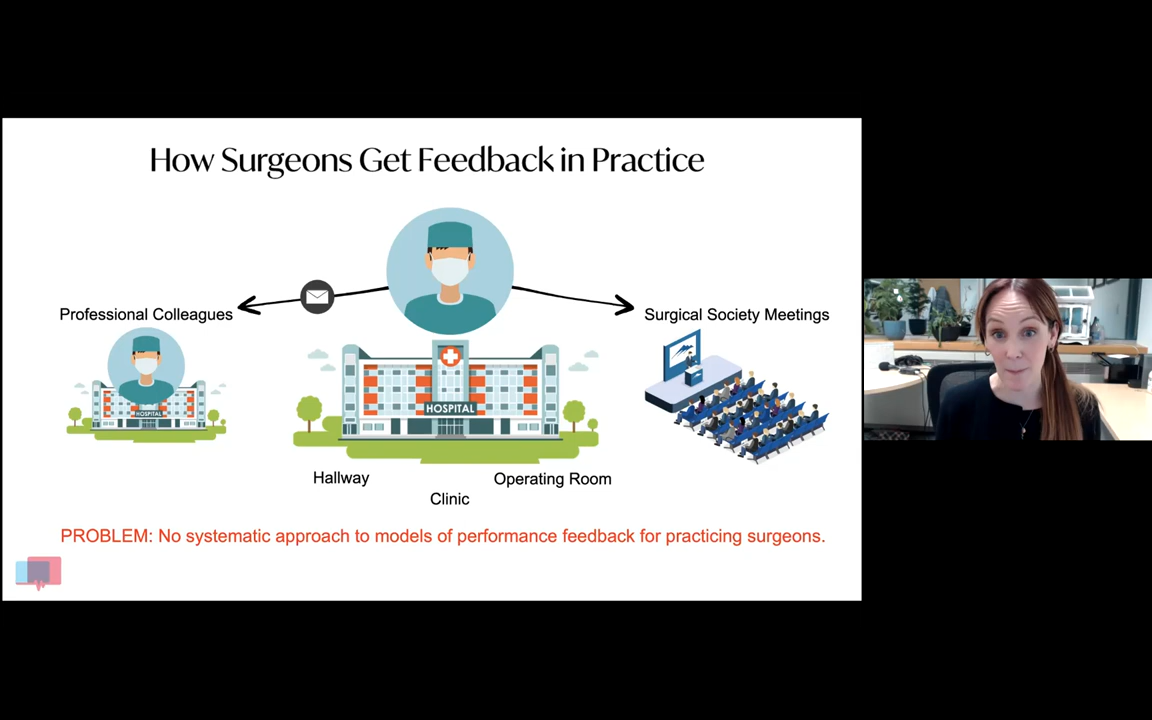 How Surgeons Get Feedback in Practice
Professional Colleagues
Surgical Society Meetings
HOSPITAL
HOSPITAL
Hallway
Operating Room
Clinic
PROBLEM: No systematic approach to models of performance feedback for practicing surgeons.